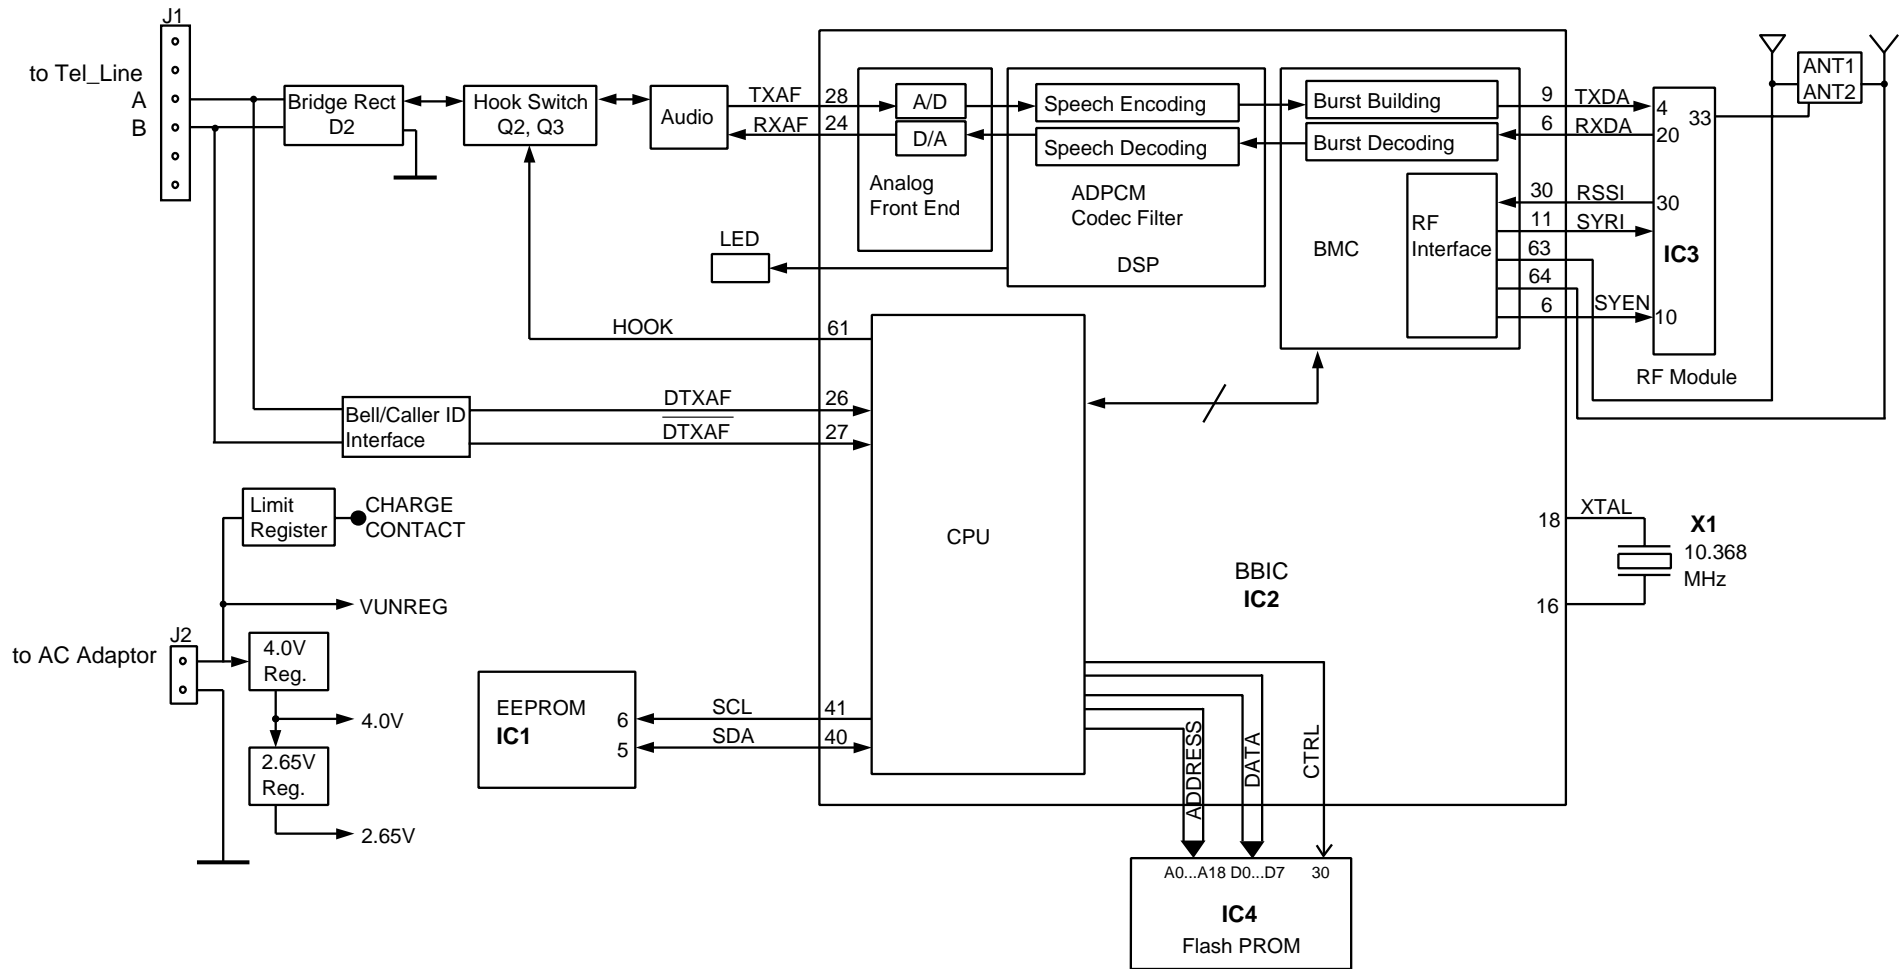 J1
to Tel_Line
A
B
Bridge Rect
D2
Hook Switch
Q2, Q3
Audio
TXAF
28
RXAF
24
A/D
D/A
Analog
Front End
Speech Encoding
Speech Decoding
ADPCM
Codec Filter
DSP
Burst Building
Burst Decoding
BMC
RF
Interface
9
TXDA
6
RXDA
30
RSSI
11
SYRI
63
64
6
SYEN
4
33
20
30
IC3
10
RF Module
ANT1
ANT2
LED
HOOK
61
Bell/Caller ID
Interface
DTXAF
26
DTXAF
27
Limit
Register
CHARGE
CONTACT
VUNREG
J2
to AC Adaptor
4.0V
Reg.
4.0V
2.65V
Reg.
2.65V
EEPROM
IC1
6
5
SCL
41
SDA
40
CPU
BBIC
IC2
18
XTAL
16
X1
10.368
MHz
ADDRESS
DATA
CTRL
A0...A18 D0...D7 30
IC4
Flash PROM